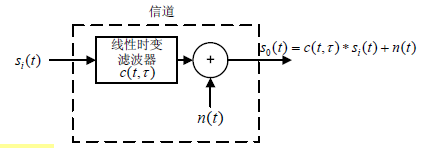 信道
s_i(t)
线性时变
滤波器
c(t,τ)
+
s_0(t)=c(t,τ)*s_i(t)+n(t)
n(t)